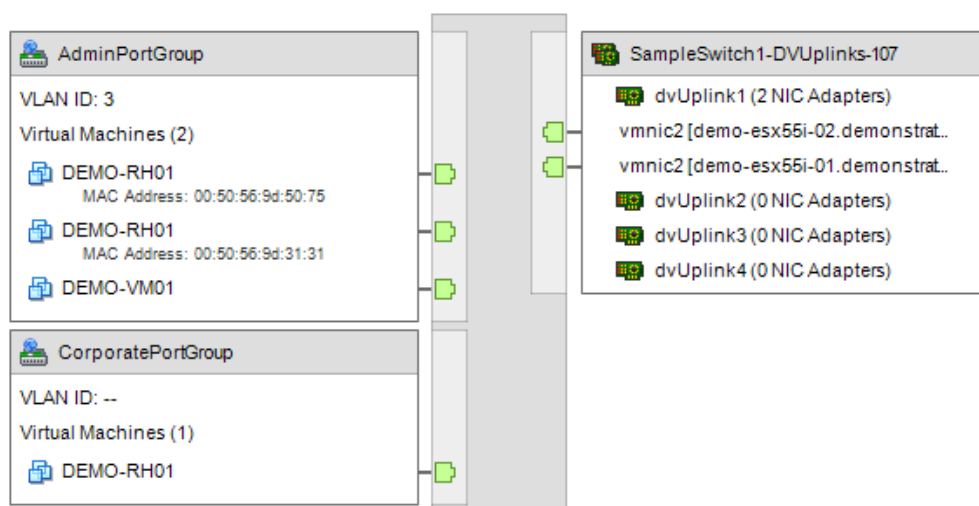 AdminPortGroup
VLAN ID: 3
Virtual Machines (2)
DEMO-RH01
MAC Address: 00:50:56:9d:50:75
DEMO-RH01
MAC Address: 00:50:56:9d:31:31
DEMO-VM01
CorporatePortGroup
VLAN ID: --
Virtual Machines (1)
DEMO-RH01
SampleSwitch1-DVUplinks-107
dvUplink1 (2 NIC Adapters)
vmnic2 [demo-esx55i-02.demonstrat...
vmnic2 [demo-esx55i-01.demonstrat...
dvUplink2 (0 NIC Adapters)
dvUplink3 (0 NIC Adapters)
dvUplink4 (0 NIC Adapters)